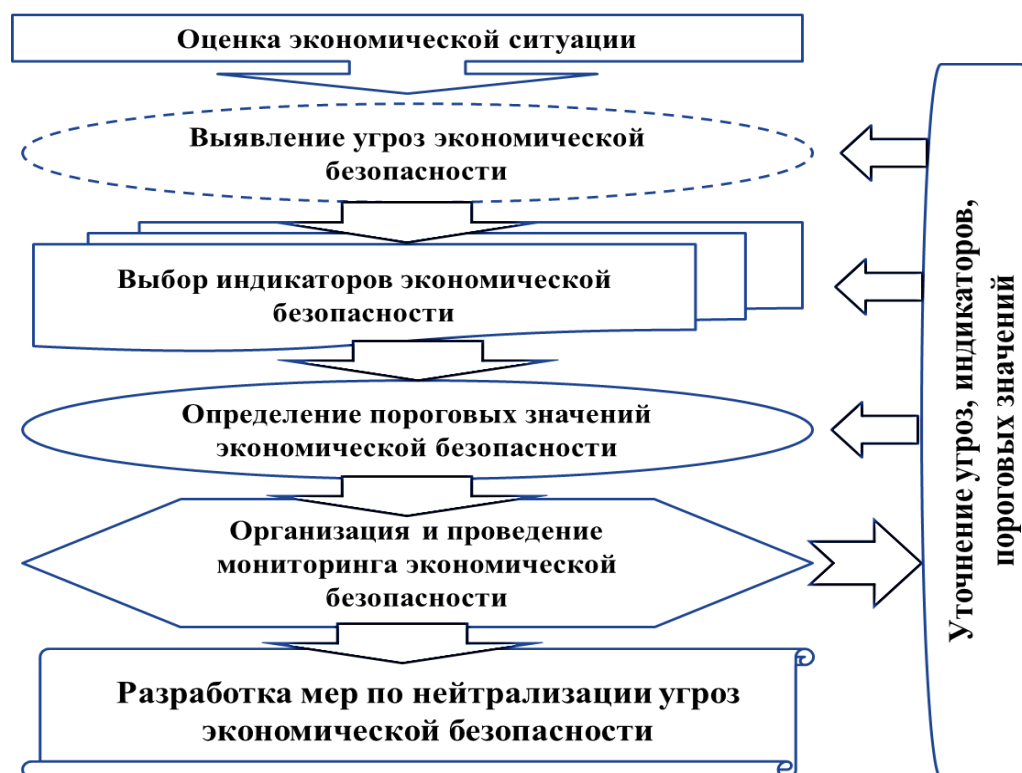 Оценка экономической ситуации
Выявление угроз экономической
безопасности
Выбор индикаторов экономической
безопасности
Определение пороговых значений
экономической безопасности
Организация и проведение
мониторинга экономической
безопасности
Разработка мер по нейтрализации угроз
экономической безопасности
Уточнение угроз, индикаторов,
пороговых значений